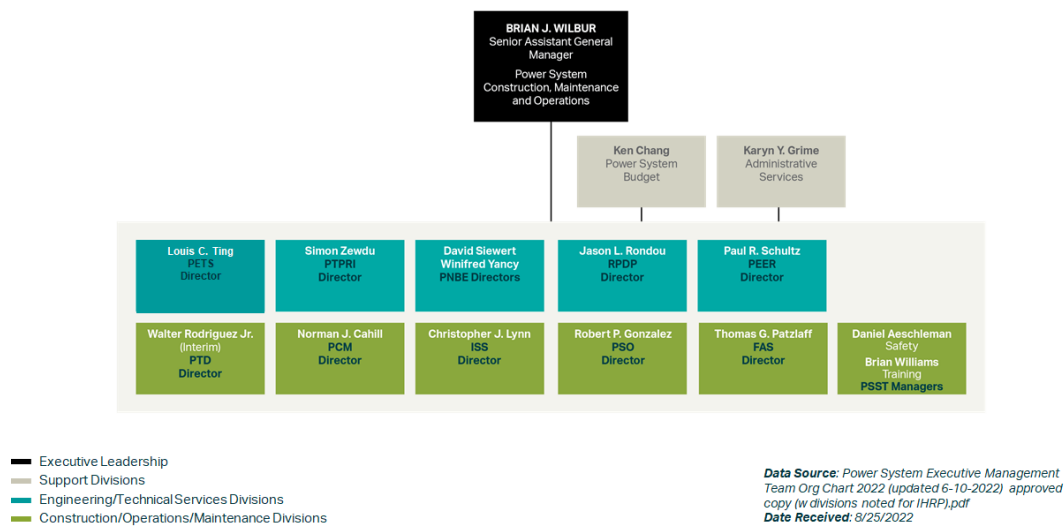 BRIAN J. WILBUR
Senior Assistant General
Manager
Power System
Construction, Maintenance
and Operations
Ken Chang
Power System
Budget
Karyn Y. Grime
Administrative
Services
Louis C. Ting
PETS
Director
Simon Zewdu
PTPRI
Director
David Siewert
Winifred Yancy
PNBE Directors
Jason L. Rondou
RPDP
Director
Paul R. Schultz
PEER
Director
Walter Rodriguez Jr.
(Interim)
PTD
Director
Norman J. Cahill
PCM
Director
Christopher J. Lynn
ISS
Director
Robert P. Gonzalez
PSO
Director
Thomas G. Patzlaff
FAS
Director
Daniel Aeschleman
Safety
Brian Williams
Training
PSST Managers
Executive Leadership
Support Divisions
Engineering/Technical Services Divisions
Construction/Operations/Maintenance Divisions
Data Source: Power System Executive Management
Team Org Chart 2022 (updated 6-10-2022) approved
copy (w divisions noted for IHRP).pdf
Date Received: 8/25/2022